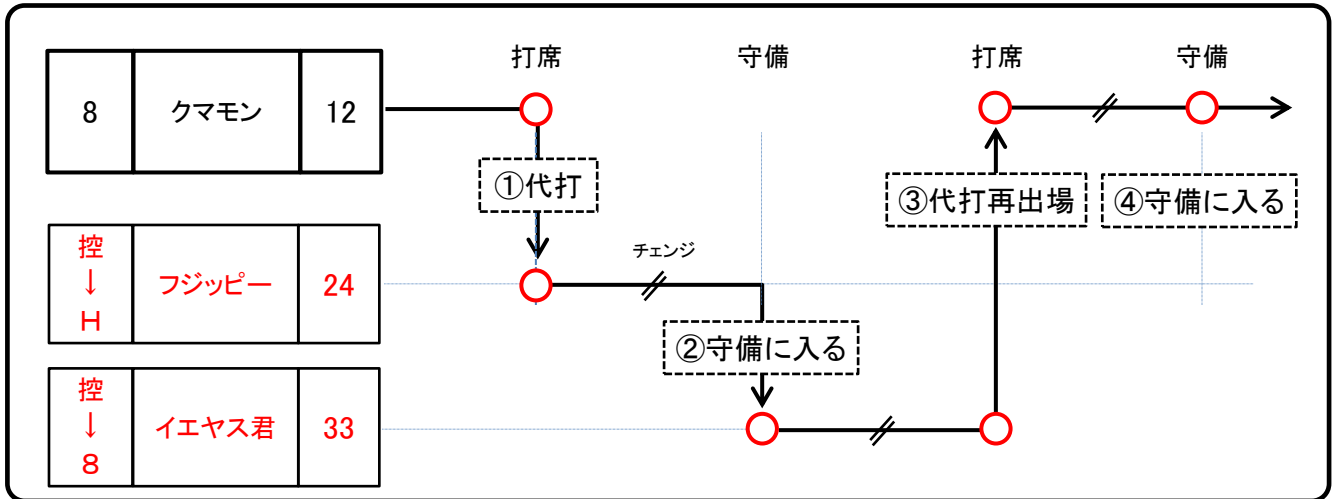 打席
守備
打席
守備
8 クマモン 12
①代打
③代打再出場
④守備に入る
チェンジ
控
↓
H
フジッピー 24
②守備に入る
控
↓
8
イエヤス君 33